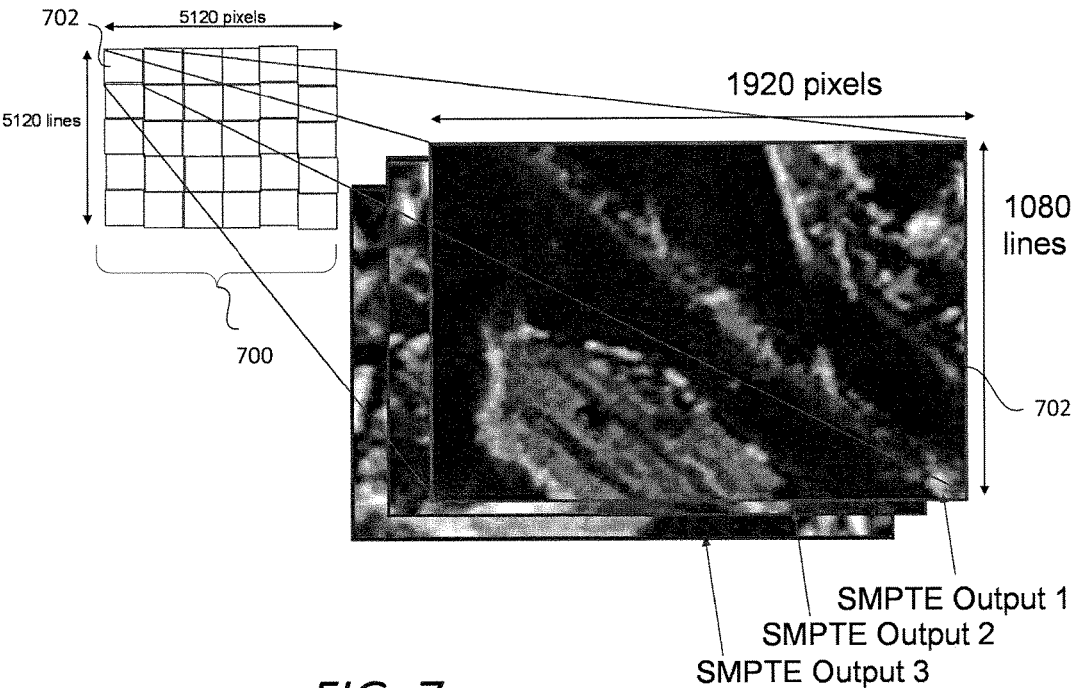 702
5120 pixels
5120 lines
1920 pixels
1080
lines
700
702
SMPTE Output 1
SMPTE Output 2
SMPTE Output 3
FIG. 7